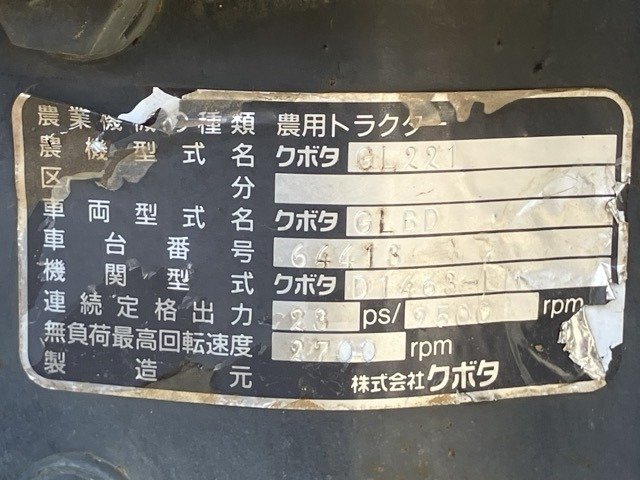 農業機械の種類 農用トラクター
農機型式名 クボタ GL221
区分
車両型式名 クボタ GLBD
車台番号 64413
機関型式 クボタ D1463-
連続定格出力 23 ps/2500 rpm
無負荷最高回転速度 2700 rpm
製造元 株式会社クボタ